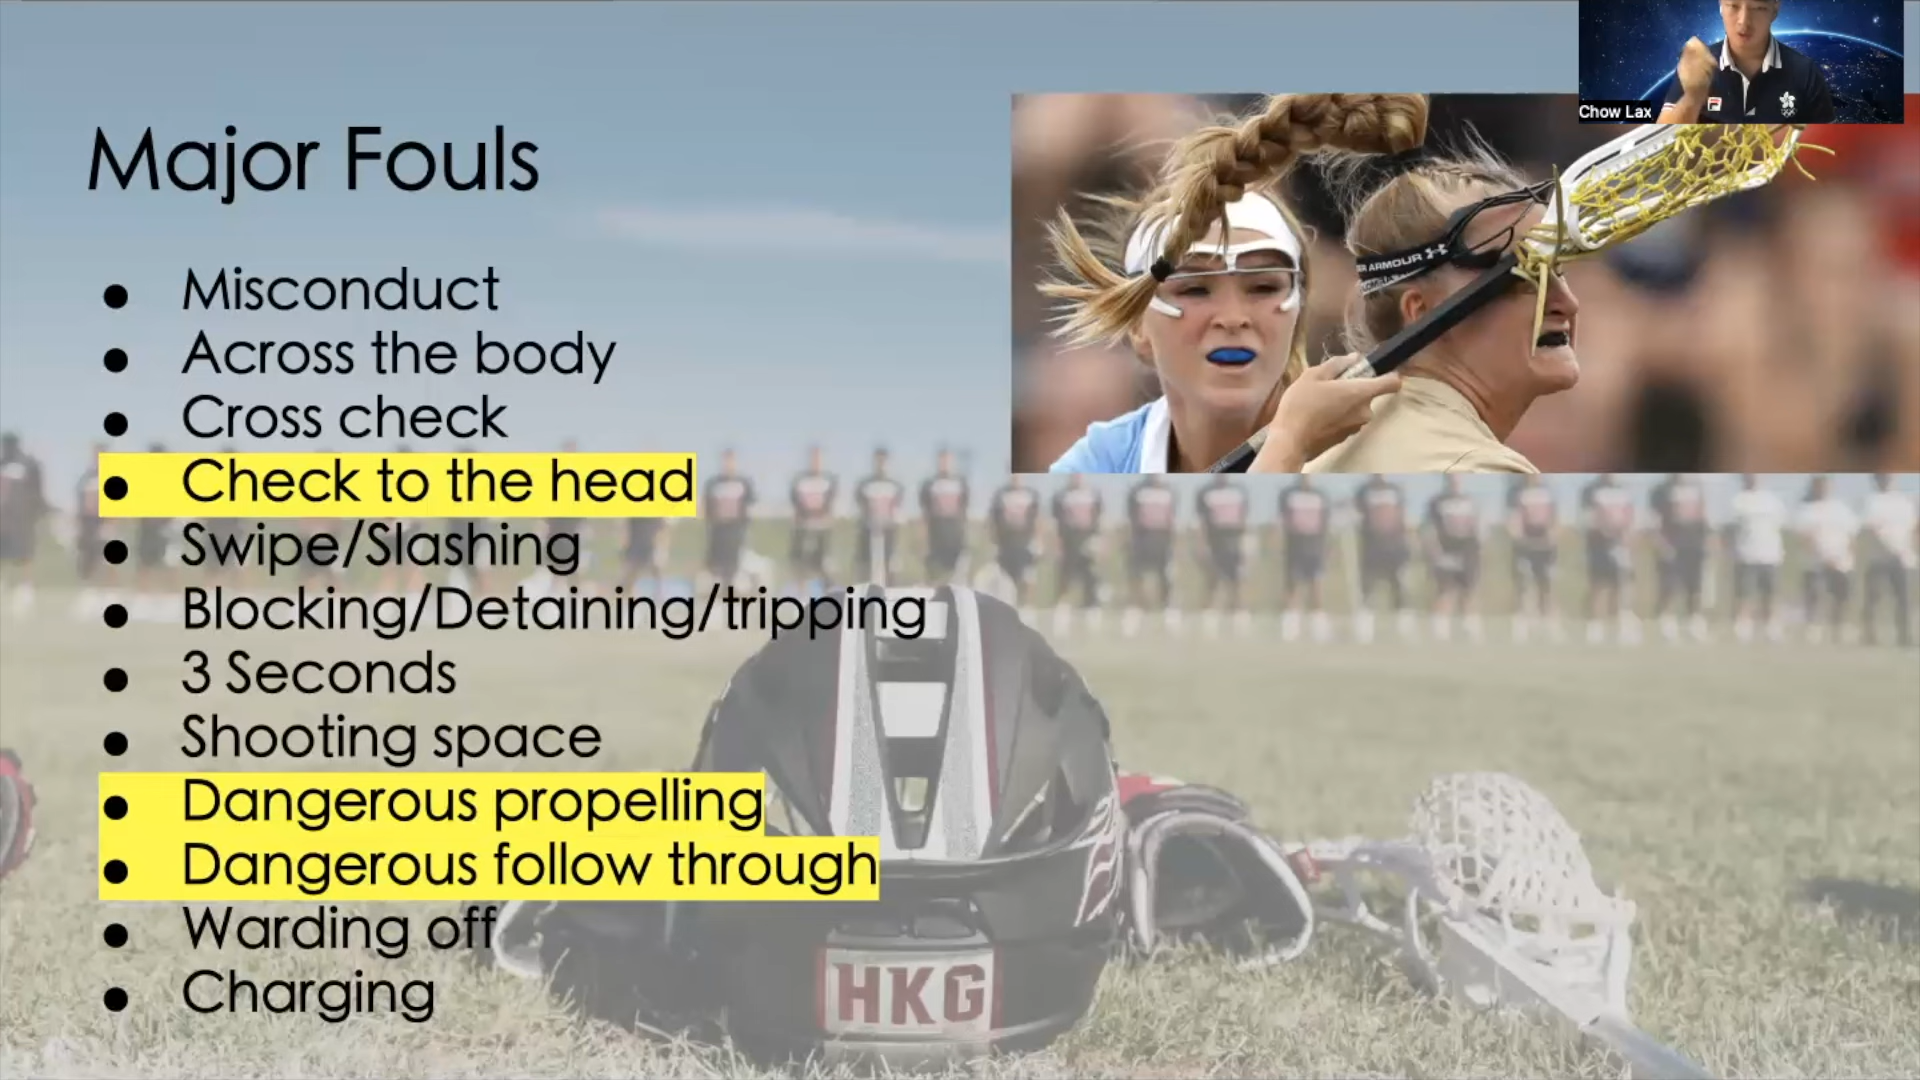 Chow Lax
Major Fouls
Misconduct
Across the body
Cross check
Check to the head
Swipe/Slashing
Blocking/Detaining/tripping
3 Seconds
Shooting space
Dangerous propelling
Dangerous follow through
Warding off
Charging
HKG